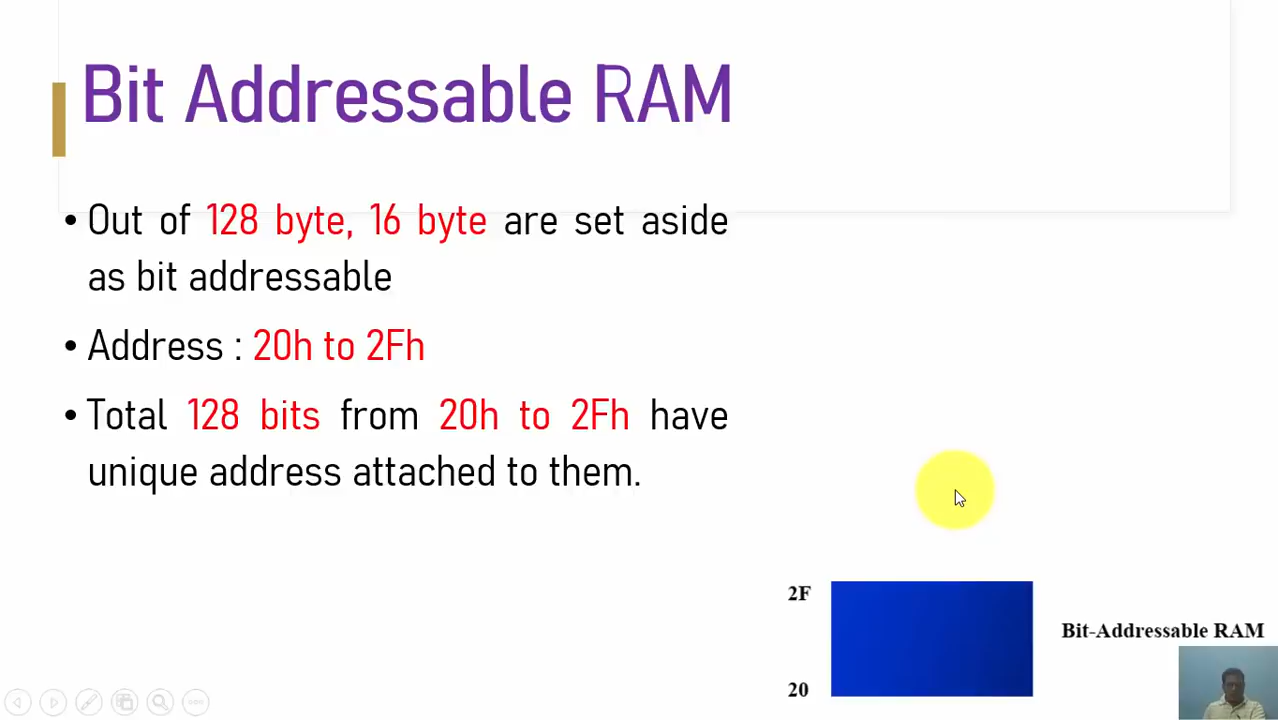 Bit Addressable RAM
• Out of 128 byte, 16 byte are set aside
as bit addressable
• Address : 20h to 2Fh
• Total 128 bits from 20h to 2Fh have
unique address attached to them.
2F
Bit-Addressable RAM
20